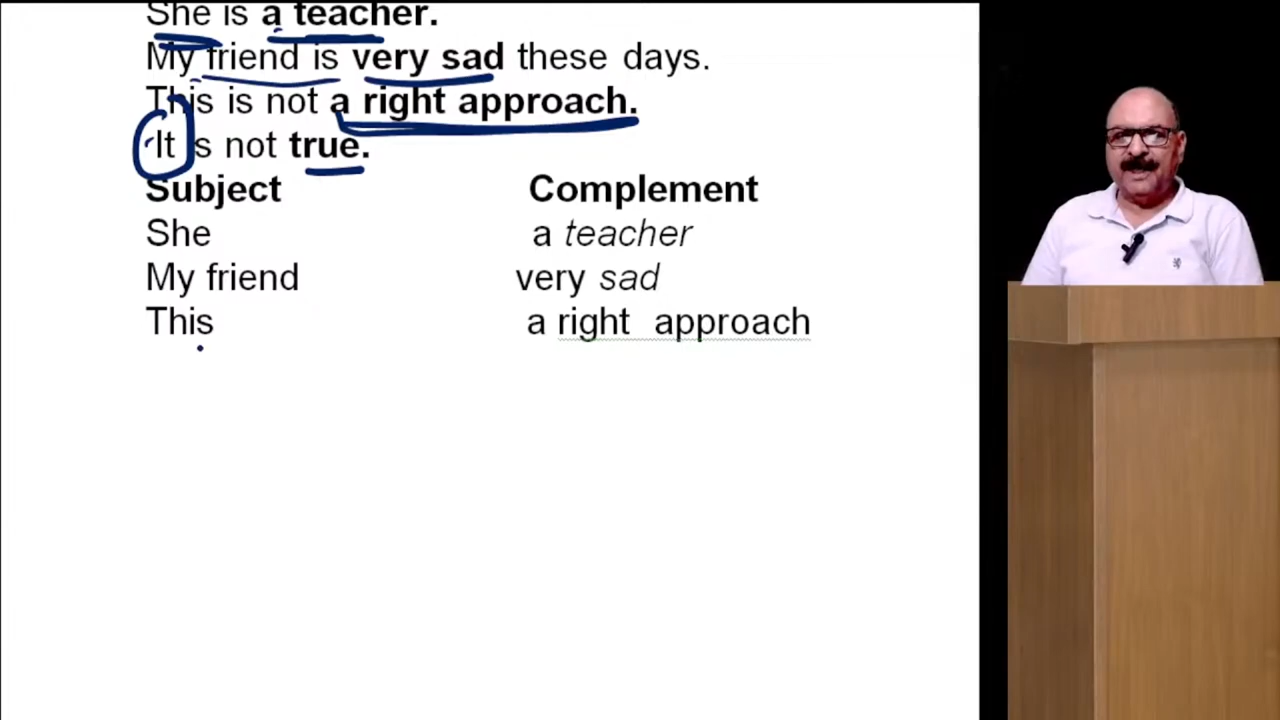 She is a teacher.
My friend is very sad these days.
This is not a right approach.
It is not true.
Subject Complement
She a teacher
My friend very sad
This a right approach